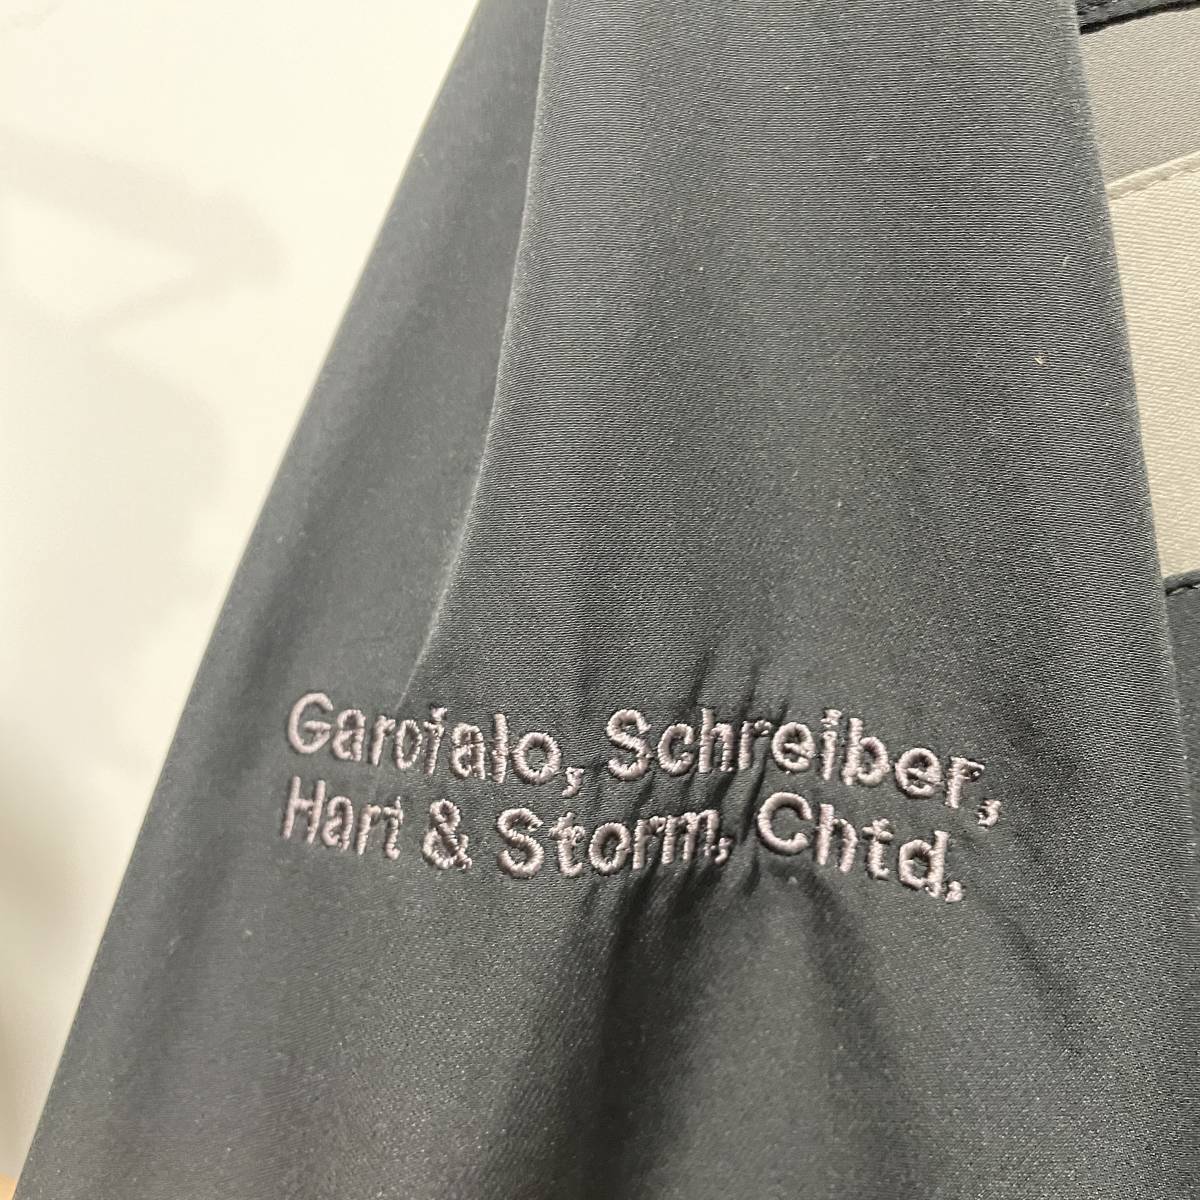 Garofalo, Schreiber,
Hart & Storm, Chtd.